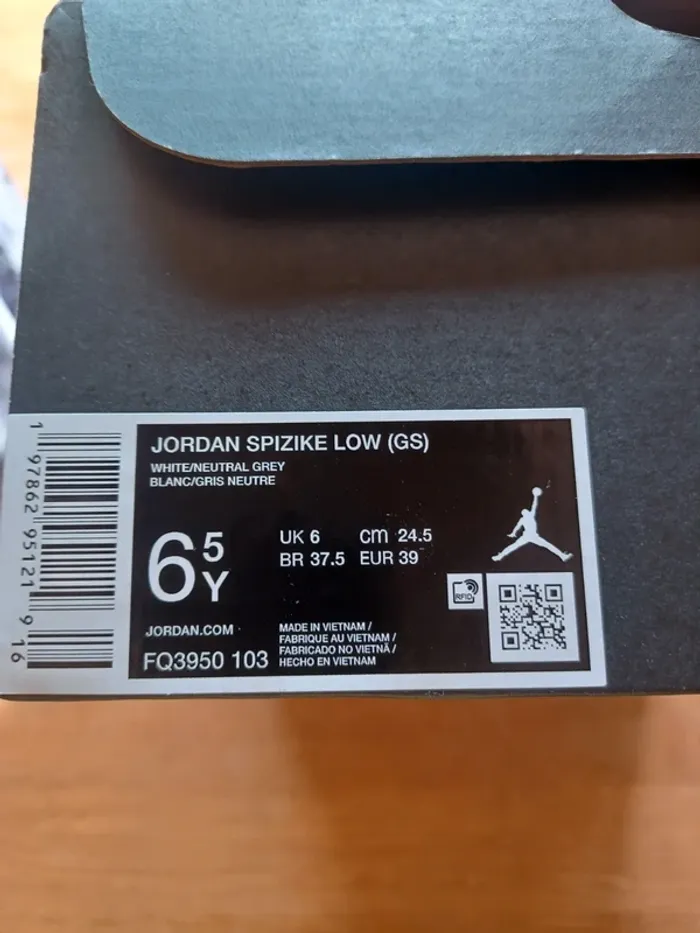 JORDAN SPIZIKE LOW (GS)
WHITE/NEUTRAL GREY
BLANC/GRIS NEUTRE
6 5 Y
UK 6 cm 24.5
BR 37.5 EUR 39
RFID
JORDAN.COM
FQ3950 103
MADE IN VIETNAM /
FABRIQUE AU VIETNAM /
FABRICADO NO VIETNÃ /
HECHO EN VIETNAM
1 97862 95121 9 16